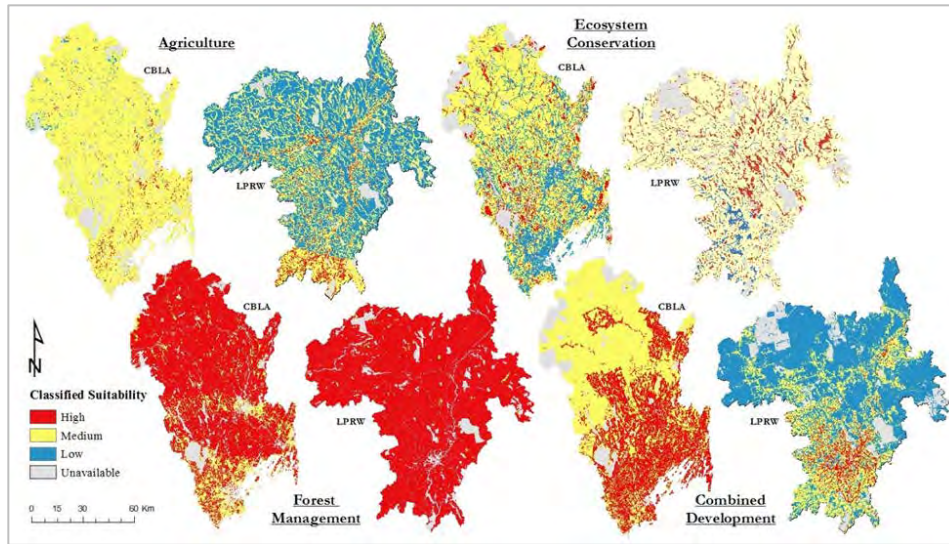 Agriculture
CBLA
LPRW
Ecosystem
Conservation
CBLA
LPRW
CBLA
LPRW
Forest
Management
CBLA
LPRW
Combined
Development
N
Classified Suitability
High
Medium
Low
Unavailable
0 15 30 60 Km